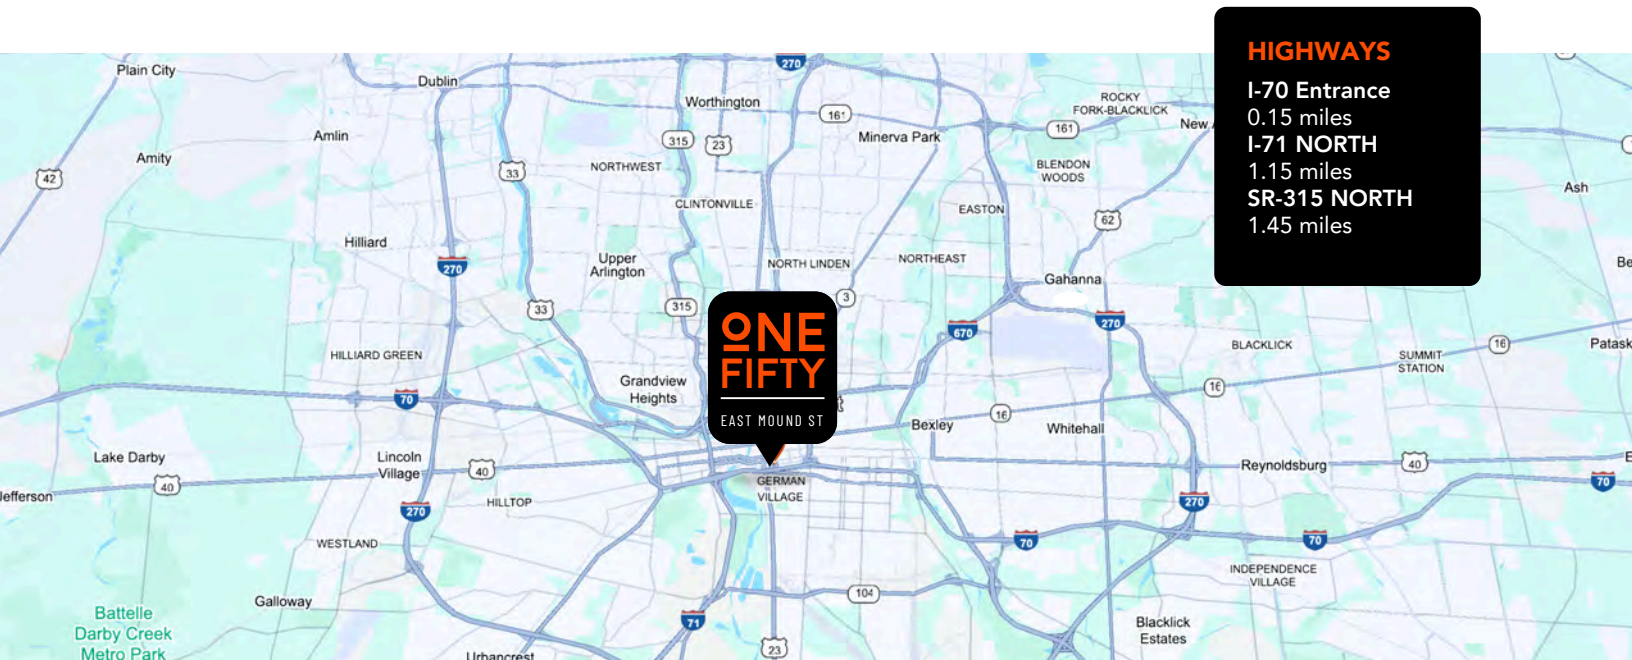 HIGHWAYS
I-70 Entrance
0.15 miles
I-71 NORTH
1.15 miles
SR-315 NORTH
1.45 miles
270
Plain City
Dublin
Worthington
161
ROCKY
FORK-BLACKLICK
161
New
Amlin
315
23
Minerva Park
Amity
NORTHWEST
33
BLENDON
WOODS
42
Ash
CLINTONVILLE
EASTON
62
Hilliard
270
Upper
Arlington
NORTH LINDEN
NORTHEAST
Gahanna
33
315
3
670
270
ONE
FIFTY
EAST MOUND ST
HILLIARD GREEN
BLACKLICK
16
SUMMIT
STATION
Patask
Grandview
Heights
70
16
16
Bexley
Whitehall
Lake Darby
Lincoln
Village
40
40
Reynoldsburg
40
Jefferson
GERMAN
VILLAGE
70
270
HILLTOP
270
WESTLAND
70
70
INDEPENDENCE
VILLAGE
Galloway
104
Battelle
Darby Creek
Metro Park
71
23
Blacklick
Estates
Urbancrest